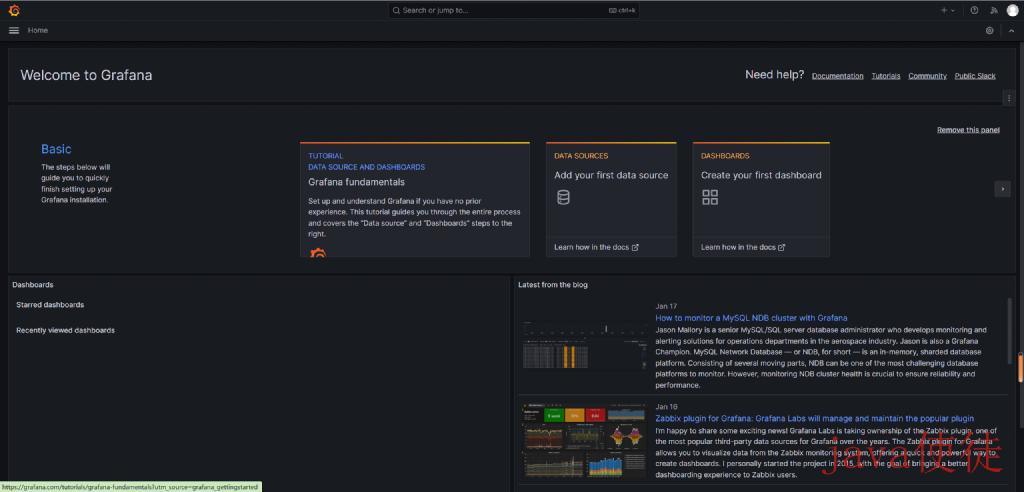 Search or jump to...
ctrl+k
Home
Welcome to Grafana
Need help?
Documentation
Tutorials
Community
Public Slack
Remove this panel
Basic
The steps below will
guide you to quickly
finish setting up your
Grafana installation.
TUTORIAL
DATA SOURCE AND DASHBOARDS
Grafana fundamentals
Set up and understand Grafana if you have no prior
experience. This tutorial guides you through the entire process
and covers the "Data source" and "Dashboards" steps to the
right.
DATA SOURCES
Add your first data source
Learn how in the docs
DASHBOARDS
Create your first dashboard
Learn how in the docs
Dashboards
Starred dashboards
Recently viewed dashboards
Latest from the blog
Jan 17
How to monitor a MySQL NDB cluster with Grafana
Jason Mallory is a senior MySQL/SQL server database administrator who develops monitoring and
alerting solutions for operations departments in the aerospace industry. Jason is also a Grafana
Champion. MySQL Network Database — or NDB, for short — is an in-memory, sharded database
platform. Consisting of several moving parts, NDB can be one of the most challenging database
platforms to monitor. However, monitoring NDB cluster health is crucial to ensure reliability and
performance.
Jan 16
Zabbix plugin for Grafana: Grafana Labs will manage and maintain the popular plugin
I'm happy to share some exciting news! Grafana Labs is taking ownership of the Zabbix plugin, one of
the most popular third-party data sources for Grafana over the years. The Zabbix plugin for Grafana
allows you to visualize data from the Zabbix monitoring system, offering a quick and powerful way to
create dashboards. I personally started the project in 2015, with the goal of bringing a better
dashboarding experience to Zabbix users.
java使徒
https://grafana.com/tutorials/grafana-fundamentals?utm_source=grafana_gettingstarted